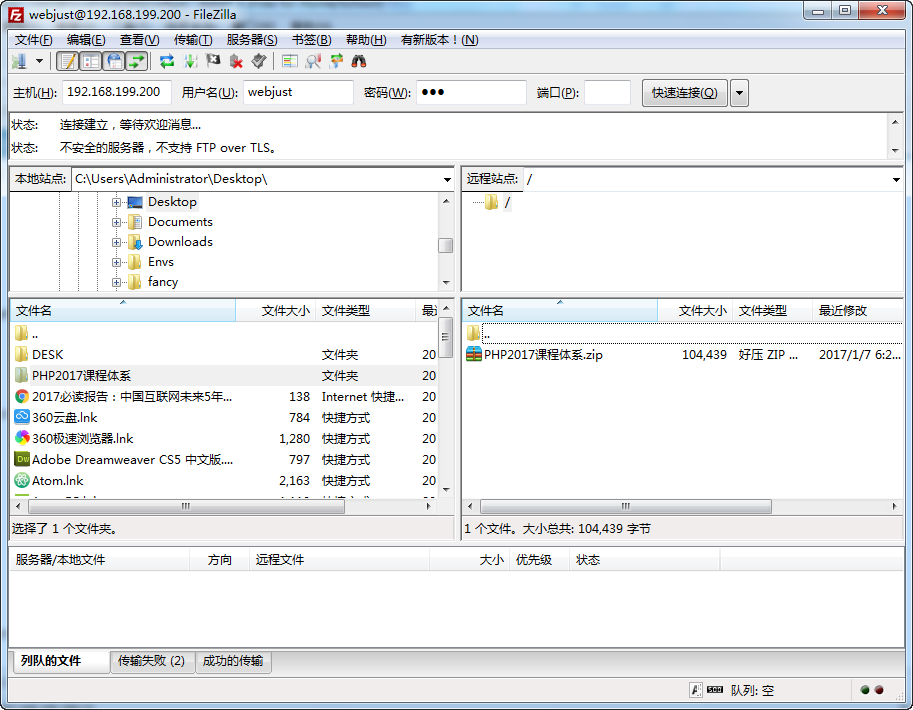 webjust@192.168.199.200 - FileZilla
文件(F) 编辑(E) 查看(V) 传输(T) 服务器(S) 书签(B) 帮助(H) 有新版本！(N)
主机(H): 192.168.199.200 用户名(U): webjust 密码(W): ●●● 端口(P): 快速连接(Q)
状态: 连接建立，等待欢迎消息...
状态: 不安全的服务器，不支持 FTP over TLS。
本地站点: C:\Users\Administrator\Desktop\
Desktop
Documents
Downloads
Envs
fancy
远程站点: /
/
文件名 文件大小 文件类型 最近
..
DESK 文件夹 20
PHP2017课程体系 文件夹 20
2017必读报告：中国互联网未来5年... 138 Internet 快捷... 20
360云盘.lnk 784 快捷方式 20
360极速浏览器.lnk 1,280 快捷方式 20
Adobe Dreamweaver CS5 中文版.... 797 快捷方式 20
Atom.lnk 2,163 快捷方式 20
选择了 1 个文件夹。
文件名 文件大小 文件类型 最近修改
..
PHP2017课程体系.zip 104,439 好压 ZIP ... 2017/1/7 6:2...
1 个文件。大小总共: 104,439 字节
服务器/本地文件 方向 远程文件 大小 优先级 状态
列队的文件 传输失败 (2) 成功的传输
队列: 空